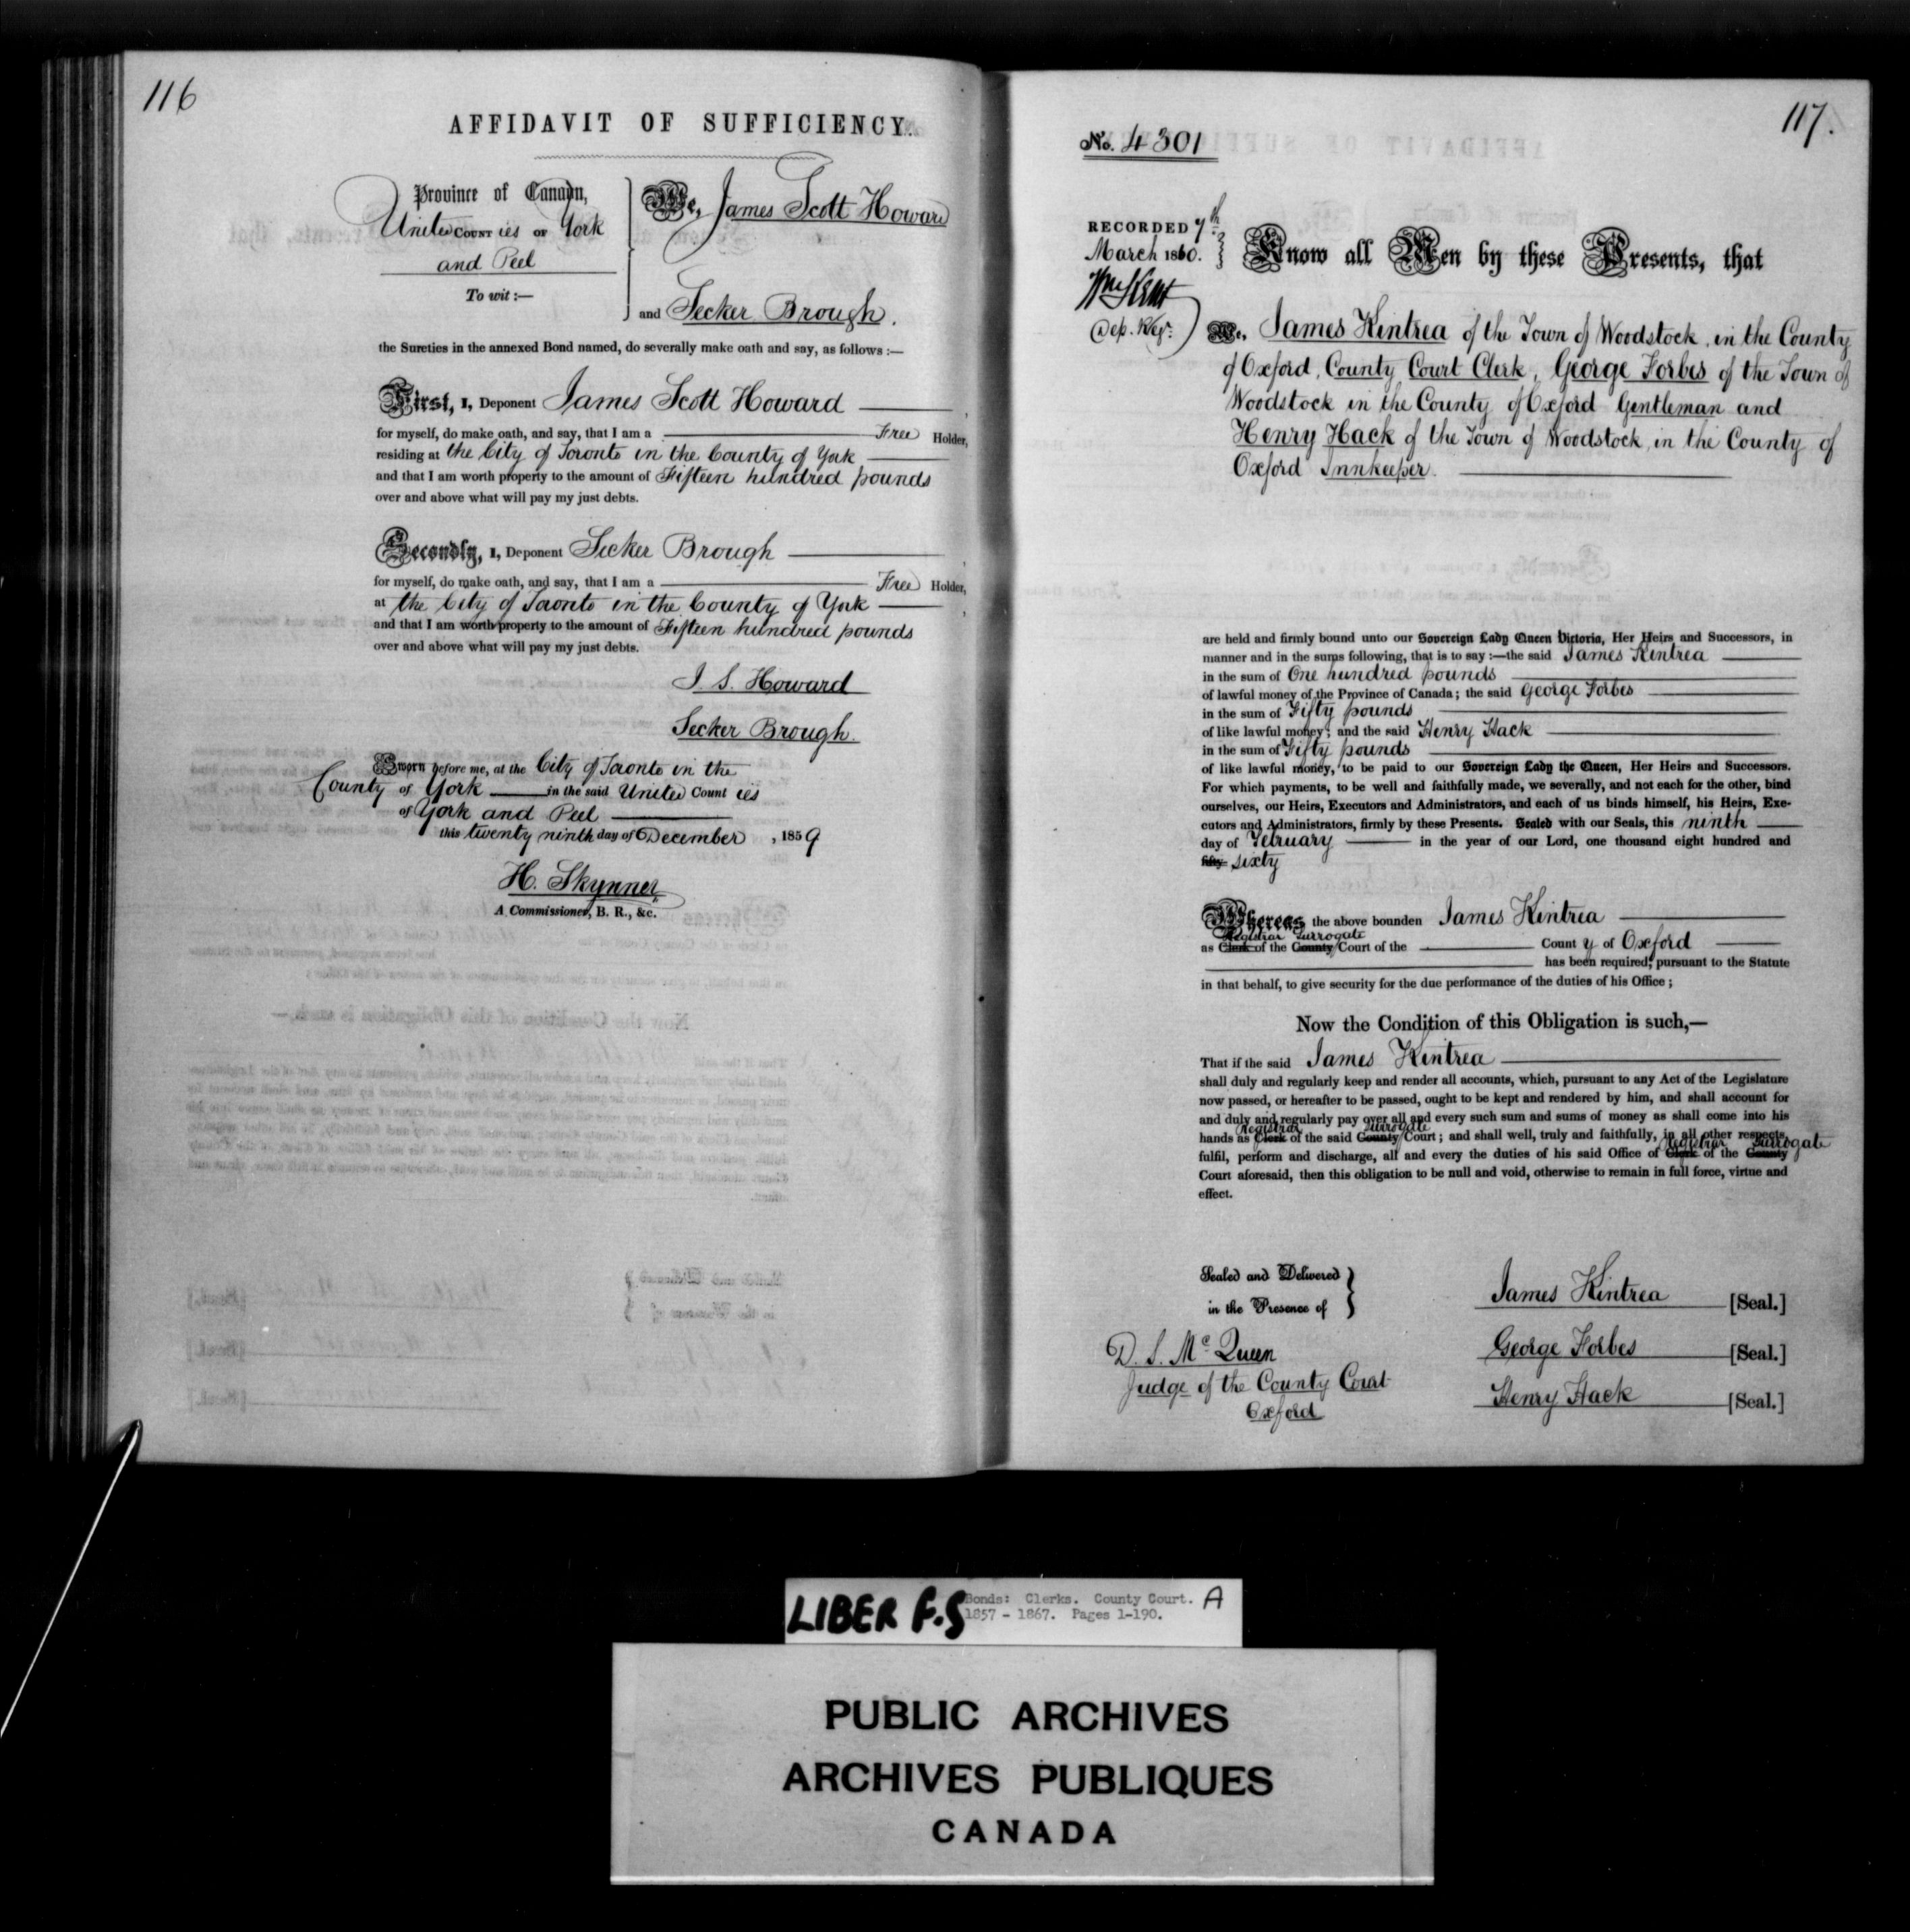 116
AFFIDAVIT OF SUFFICIENCY.
Province of Canada,
United COUNT ies OF York
and Peel
To wit :—
We, James Scott Howard
and Secker Brough.
the Sureties in the annexed Bond named, do severally make oath and say, as follows :—
First, I, Deponent James Scott Howard
for myself, do make oath, and say, that I am a Free Holder,
residing at the City of Toronto in the County of York
and that I am worth property to the amount of Fifteen hundred pounds
over and above what will pay my just debts.
Secondly, I, Deponent Secker Brough
for myself, do make oath, and say, that I am a Free Holder,
at the City of Toronto in the County of York
and that I am worth property to the amount of Fifteen hundred pounds
over and above what will pay my just debts.
J. S. Howard
Secker Brough.
Sworn before me, at the City of Toronto in the
County of York in the said United Count ies
of York and Peel
this twenty ninth day of December, 1859
H. Skynner
A Commissioner, B. R., &c.
117.
No. 4301
RECORDED 7th
March 1860.
Wm Kent
Dep. Regr.
Know all Men by these Presents, that
We, James Kintrea of the Town of Woodstock, in the County
of Oxford, County Court Clerk, George Forbes of the Town of
Woodstock in the County of Oxford Gentleman and
Henry Hack of the Town of Woodstock, in the County of
Oxford Innkeeper.
are held and firmly bound unto our Sovereign Lady Queen Victoria, Her Heirs and Successors, in
manner and in the sums following, that is to say :—the said James Kintrea
in the sum of One hundred pounds
of lawful money of the Province of Canada; the said George Forbes
in the sum of Fifty pounds
of like lawful money; and the said Henry Hack
in the sum of Fifty pounds
of like lawful money, to be paid to our Sovereign Lady the Queen, Her Heirs and Successors.
For which payments, to be well and faithfully made, we severally, and not each for the other, bind
ourselves, our Heirs, Executors and Administrators, and each of us binds himself, his Heirs, Exe-
cutors and Administrators, firmly by these Presents. Sealed with our Seals, this ninth
day of February in the year of our Lord, one thousand eight hundred and
fifty sixty
Whereas the above bounden James Kintrea
Registrar Surrogate
as Clerk of the County Court of the County of Oxford
has been required, pursuant to the Statute
in that behalf, to give security for the due performance of the duties of his Office ;
Now the Condition of this Obligation is such,—
That if the said James Kintrea
shall duly and regularly keep and render all accounts, which, pursuant to any Act of the Legislature
now passed, or hereafter to be passed, ought to be kept and rendered by him, and shall account for
and duly and regularly pay over all and every such sum and sums of money as shall come into his
Registrar Surrogate
hands as Clerk of the said County Court; and shall well, truly and faithfully, in all other respects,
Registrar Surrogate
fulfil, perform and discharge, all and every the duties of his said Office of Clerk of the County
Court aforesaid, then this obligation to be null and void, otherwise to remain in full force, virtue and
effect.
Sealed and Delivered
in the Presence of
D. S. McQueen
Judge of the County Court
Oxford
James Kintrea [Seal.]
George Forbes [Seal.]
Henry Hack [Seal.]
LIBER F.S
Bonds: Clerks. County Court. A
1857 - 1867. Pages 1-190.
PUBLIC ARCHIVES
ARCHIVES PUBLIQUES
CANADA